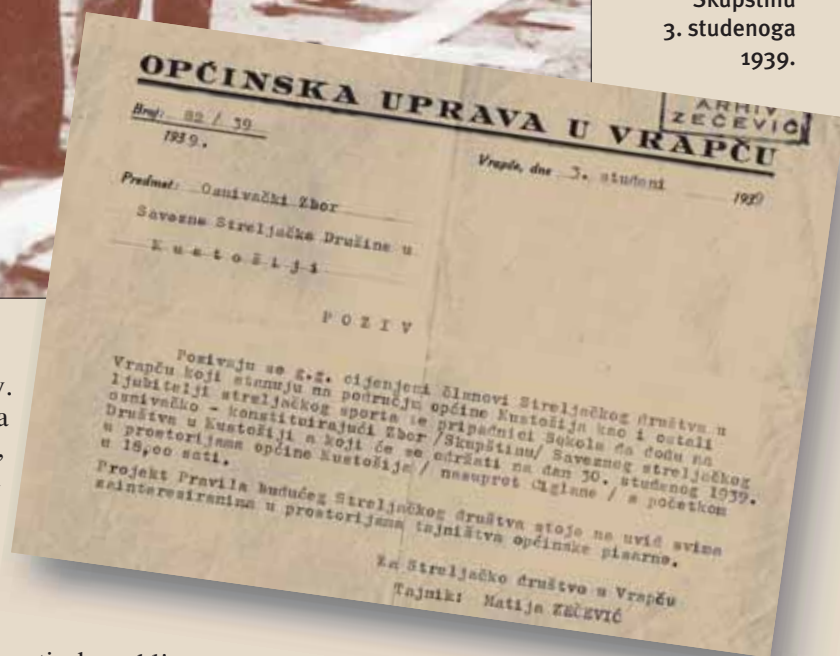 Skupštinu
3. studenoga
1939.
ARHIV
ZEČEVIĆ
OPĆINSKA UPRAVA U VRAPČU
Broj: 82 / 39
1939.
Vrapče, dne 3. studeni 1939
Predmet: Osnivački Zbor
Savezne Streljačke Družine u
K u s t o š i j i
P O Z I V
Pozivaju se g.g. cijenjeni članovi Streljačkog društva u
Vrapču koji stanuju na području općine Kustošija kao i ostali
ljubitelji streljačkog sporta te pripadnici Sokola da dođu na
osnivačko - konstituirajući Zbor /Skupštinu/ Saveznog streljačkog
Društva u Kustošiji a koji će se održati na dan 30. studenog 1939.
u prostorijama općine Kustošija / nasuprot Ciglane / s početkom
u 18,oo sati.
Projekt Pravila budućeg Streljačkog društva stoje na uvid svima
zainteresiranima u prostorijama tajništva općinske pisarne.
Za Streljačko društvo u Vrapču
Tajnik: Matija ZEČEVIĆ